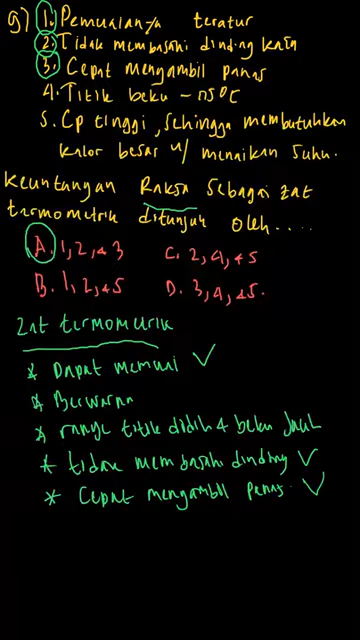 9) 1. Pemuaiannya teratur
2. Tidak membasahi dinding kaca
3. Cepat mengambil panas
4. Titik beku - 115°C
5. Cp tinggi, sehingga membutuhkan
kalor besar u/ menaikan suhu.
Keuntungan Raksa sebagai zat
termometrik ditunjuk oleh....
A. 1, 2, & 3 C. 2, 4, & 5
B. 1, 2, & 5 D. 3, 4, & 5.
Zat termometrik
* Dapat memuai ✓
* Berwarna
* range titik didih & beku Jauh
* tidak membasahi dinding ✓
* Cepat mengambil panas. ✓